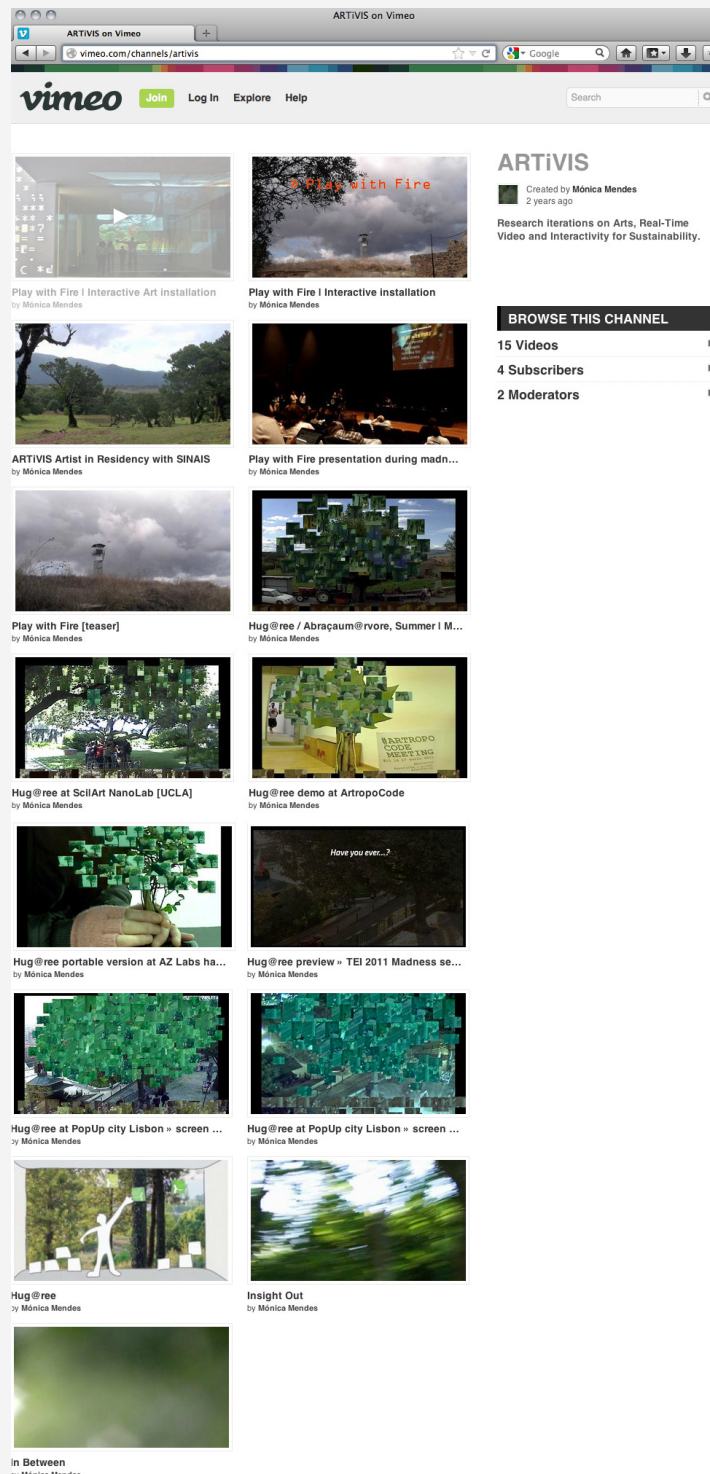 ARTiVIS on Vimeo
ARTiVIS on Vimeo
vimeo.com/channels/artivis
Google
vimeo
Join
Log In
Explore
Help
Search
ARTiVIS
Created by Mónica Mendes
2 years ago
Research iterations on Arts, Real-Time
Video and Interactivity for Sustainability.
BROWSE THIS CHANNEL
15 Videos
4 Subscribers
2 Moderators
Play with Fire | Interactive Art installation
by Mónica Mendes
Play with Fire
Play with Fire | Interactive installation
by Mónica Mendes
ARTiVIS Artist in Residency with SINAIS
by Mónica Mendes
Play with Fire presentation during madn...
by Mónica Mendes
Play with Fire [teaser]
by Mónica Mendes
Hug@ree / Abraçaum@rvore, Summer | M...
by Mónica Mendes
Hug@ree at Sci|Art NanoLab [UCLA]
by Mónica Mendes
#ARTROPO
CODE
MEETING
Hug@ree demo at ArtropoCode
by Mónica Mendes
Hug@ree portable version at AZ Labs ha...
by Mónica Mendes
Have you ever...?
Hug@ree preview » TEI 2011 Madness se...
by Mónica Mendes
Hug@ree at PopUp city Lisbon » screen ...
by Mónica Mendes
Hug@ree at PopUp city Lisbon » screen ...
by Mónica Mendes
Hug@ree
by Mónica Mendes
Insight Out
by Mónica Mendes
In Between
by Mónica Mendes